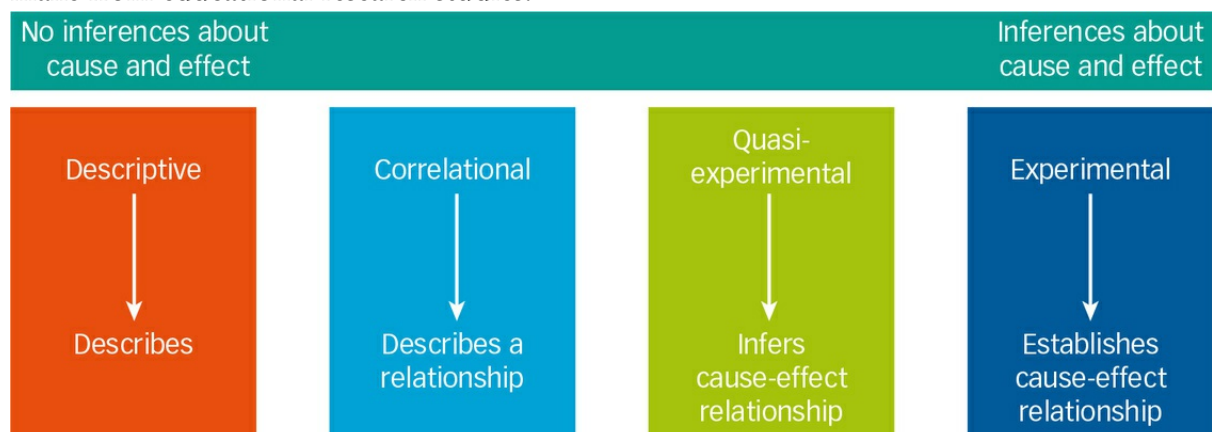 No inferences about
cause and effect
Inferences about
cause and effect
Descriptive
Describes
Correlational
Describes a
relationship
Quasi-
experimental
Infers
cause-effect
relationship
Experimental
Establishes
cause-effect
relationship